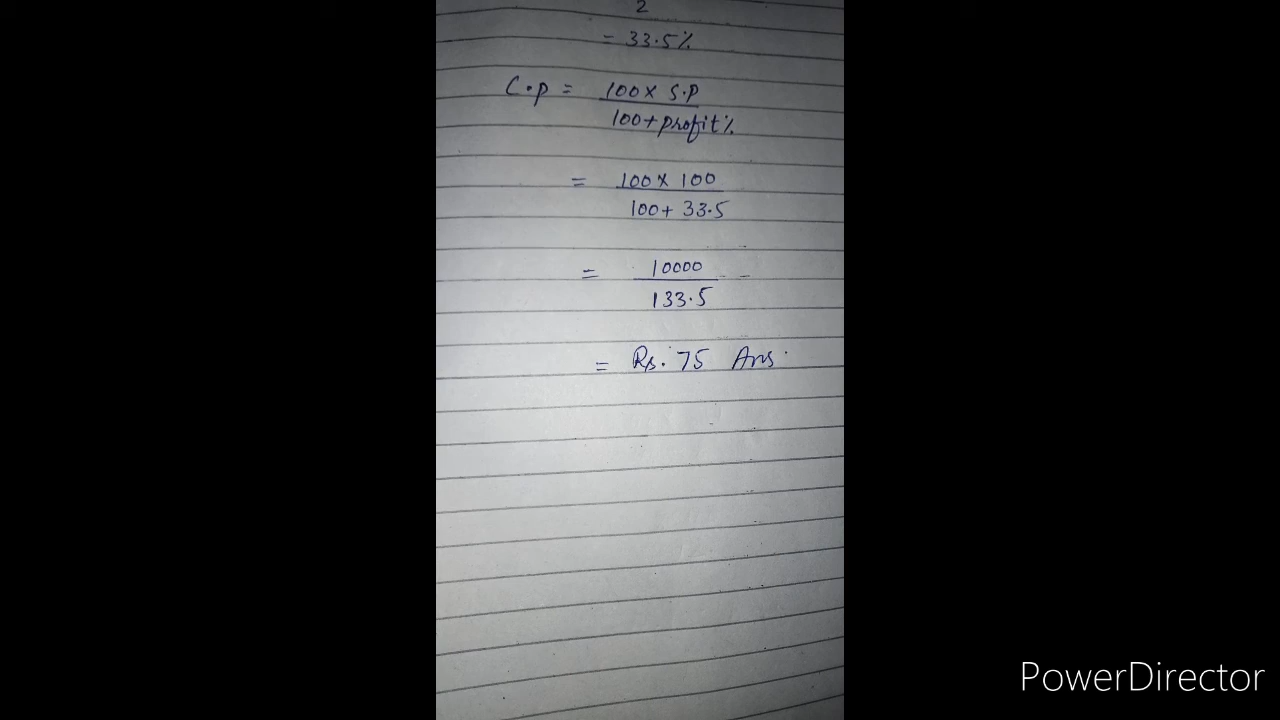 2
= 33.5%
C.P = 100 x S.P
100 + profit%
= 100 x 100
100 + 33.5
= 10000
133.5
= Rs. 75 Ans.
PowerDirector